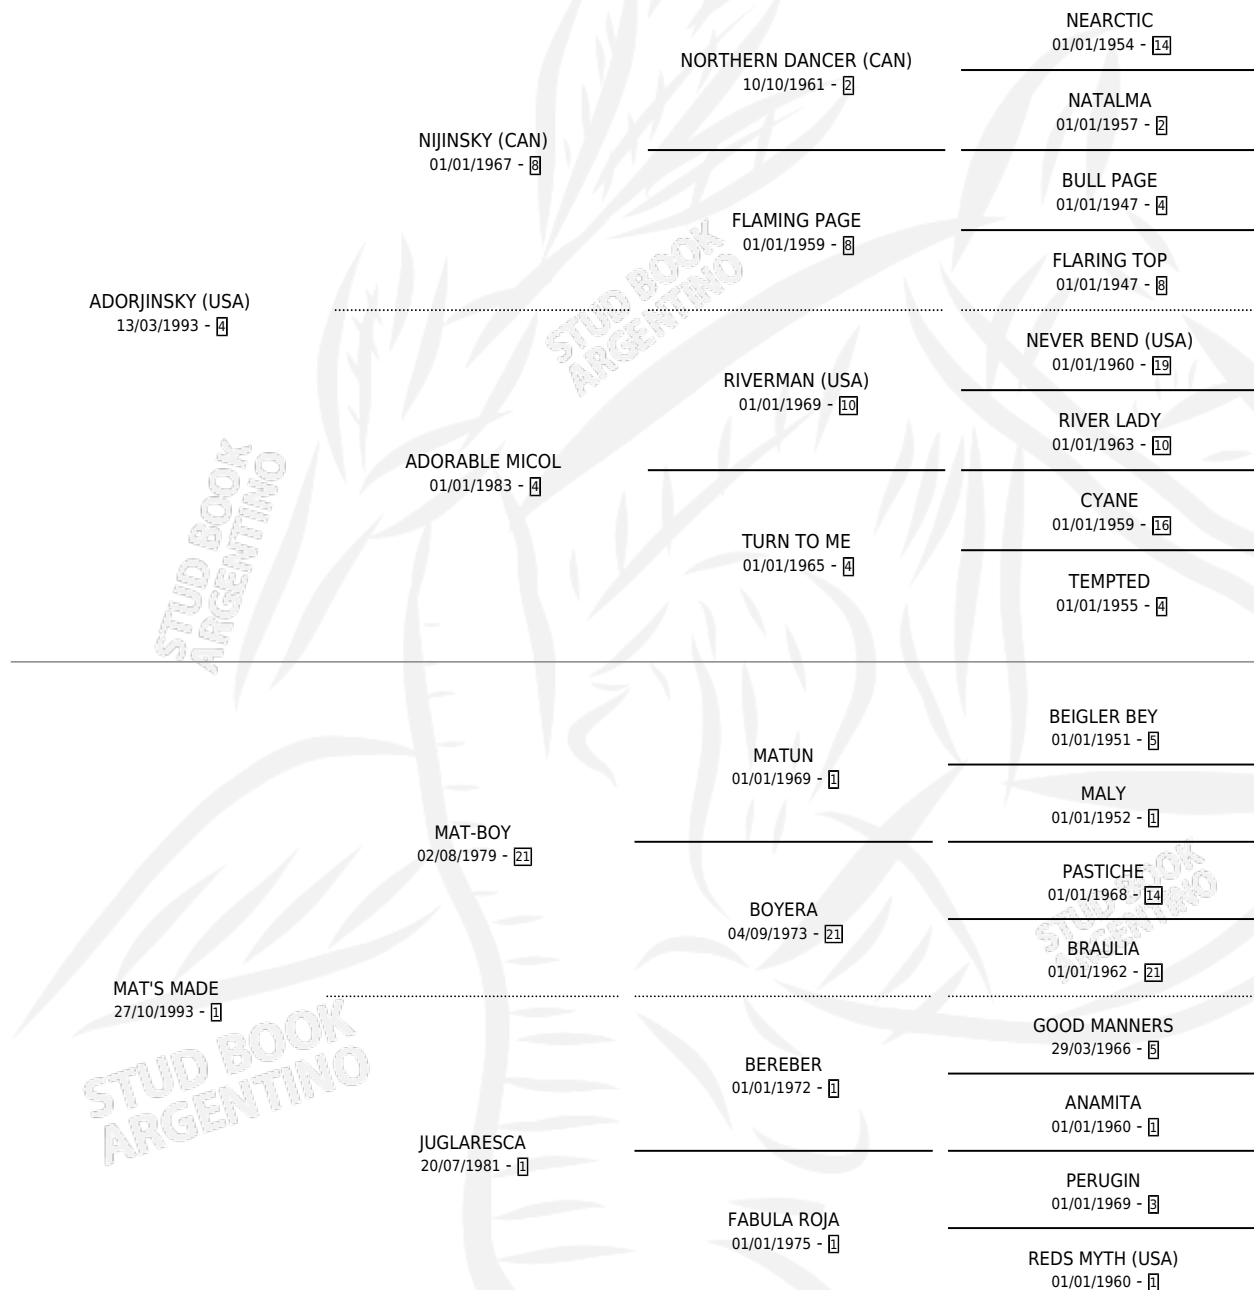 NEARCTIC
01/01/1954 - 14
NORTHERN DANCER (CAN)
10/10/1961 - 2
NATALMA
01/01/1957 - 2
NIJINSKY (CAN)
01/01/1967 - 8
BULL PAGE
01/01/1947 - 4
FLAMING PAGE
01/01/1959 - 8
FLARING TOP
01/01/1947 - 8
ADORJINSKY (USA)
13/03/1993 - 4
NEVER BEND (USA)
01/01/1960 - 19
RIVERMAN (USA)
01/01/1969 - 10
RIVER LADY
01/01/1963 - 10
ADORABLE MICOL
01/01/1983 - 4
CYANE
01/01/1959 - 16
TURN TO ME
01/01/1965 - 4
TEMPTED
01/01/1955 - 4
BEIGLER BEY
01/01/1951 - 5
MATUN
01/01/1969 - 1
MALY
01/01/1952 - 1
MAT-BOY
02/08/1979 - 21
PASTICHE
01/01/1968 - 14
BOYERA
04/09/1973 - 21
BRAULIA
01/01/1962 - 21
MAT'S MADE
27/10/1993 - 1
GOOD MANNERS
29/03/1966 - 5
BEREBER
01/01/1972 - 1
ANAMITA
01/01/1960 - 1
JUGLARESCA
20/07/1981 - 1
PERUGIN
01/01/1969 - 3
FABULA ROJA
01/01/1975 - 1
REDS MYTH (USA)
01/01/1960 - 1
STUD BOOK
ARGENTINO
STUD BOOK
ARGENTINO
STUD BOOK
ARGENTINO
STUD BOOK
ARGENTINO